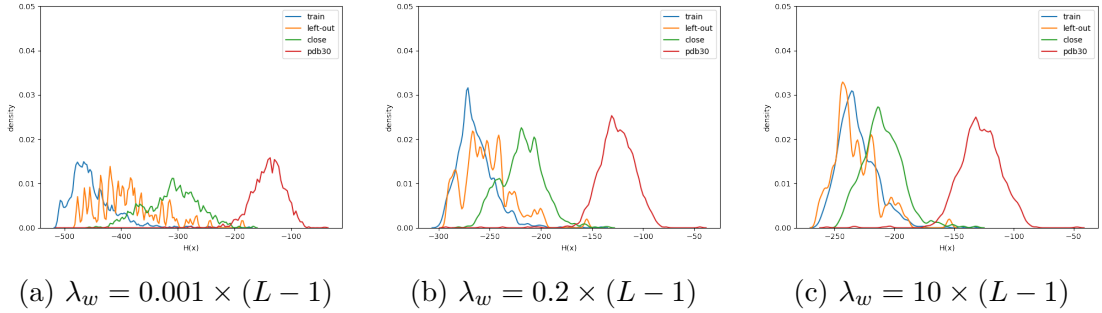 0.05
0.04
0.03
0.02
0.01
0.00
density
−500
−400
−300
−200
−100
H(x)
train
left-out
close
pdb30
(a) λ_w = 0.001 × (L − 1)
0.05
0.04
0.03
0.02
0.01
0.00
density
−300
−250
−200
−150
−100
−50
H(x)
train
left-out
close
pdb30
(b) λ_w = 0.2 × (L − 1)
0.05
0.04
0.03
0.02
0.01
0.00
density
−250
−200
−150
−100
−50
H(x)
train
left-out
close
pdb30
(c) λ_w = 10 × (L − 1)